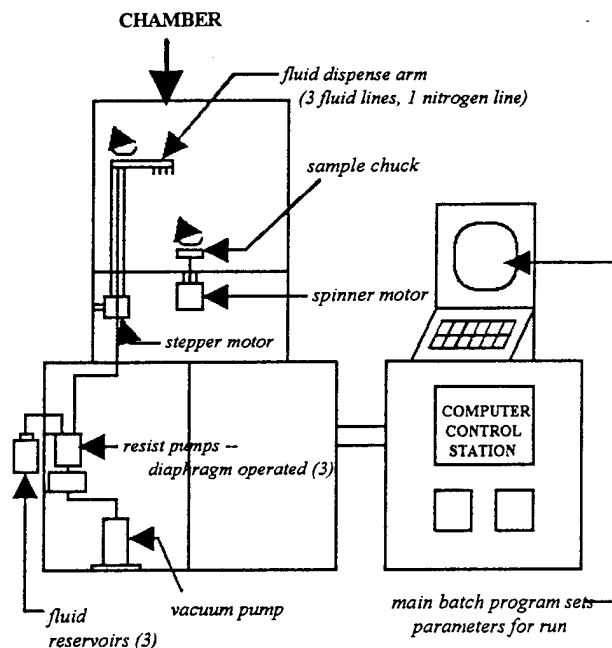 CHAMBER
fluid dispense arm
(3 fluid lines, 1 nitrogen line)
sample chuck
spinner motor
stepper motor
COMPUTER
CONTROL
STATION
resist pumps --
diaphragm operated (3)
vacuum pump
fluid
reservoirs (3)
main batch program sets
parameters for run